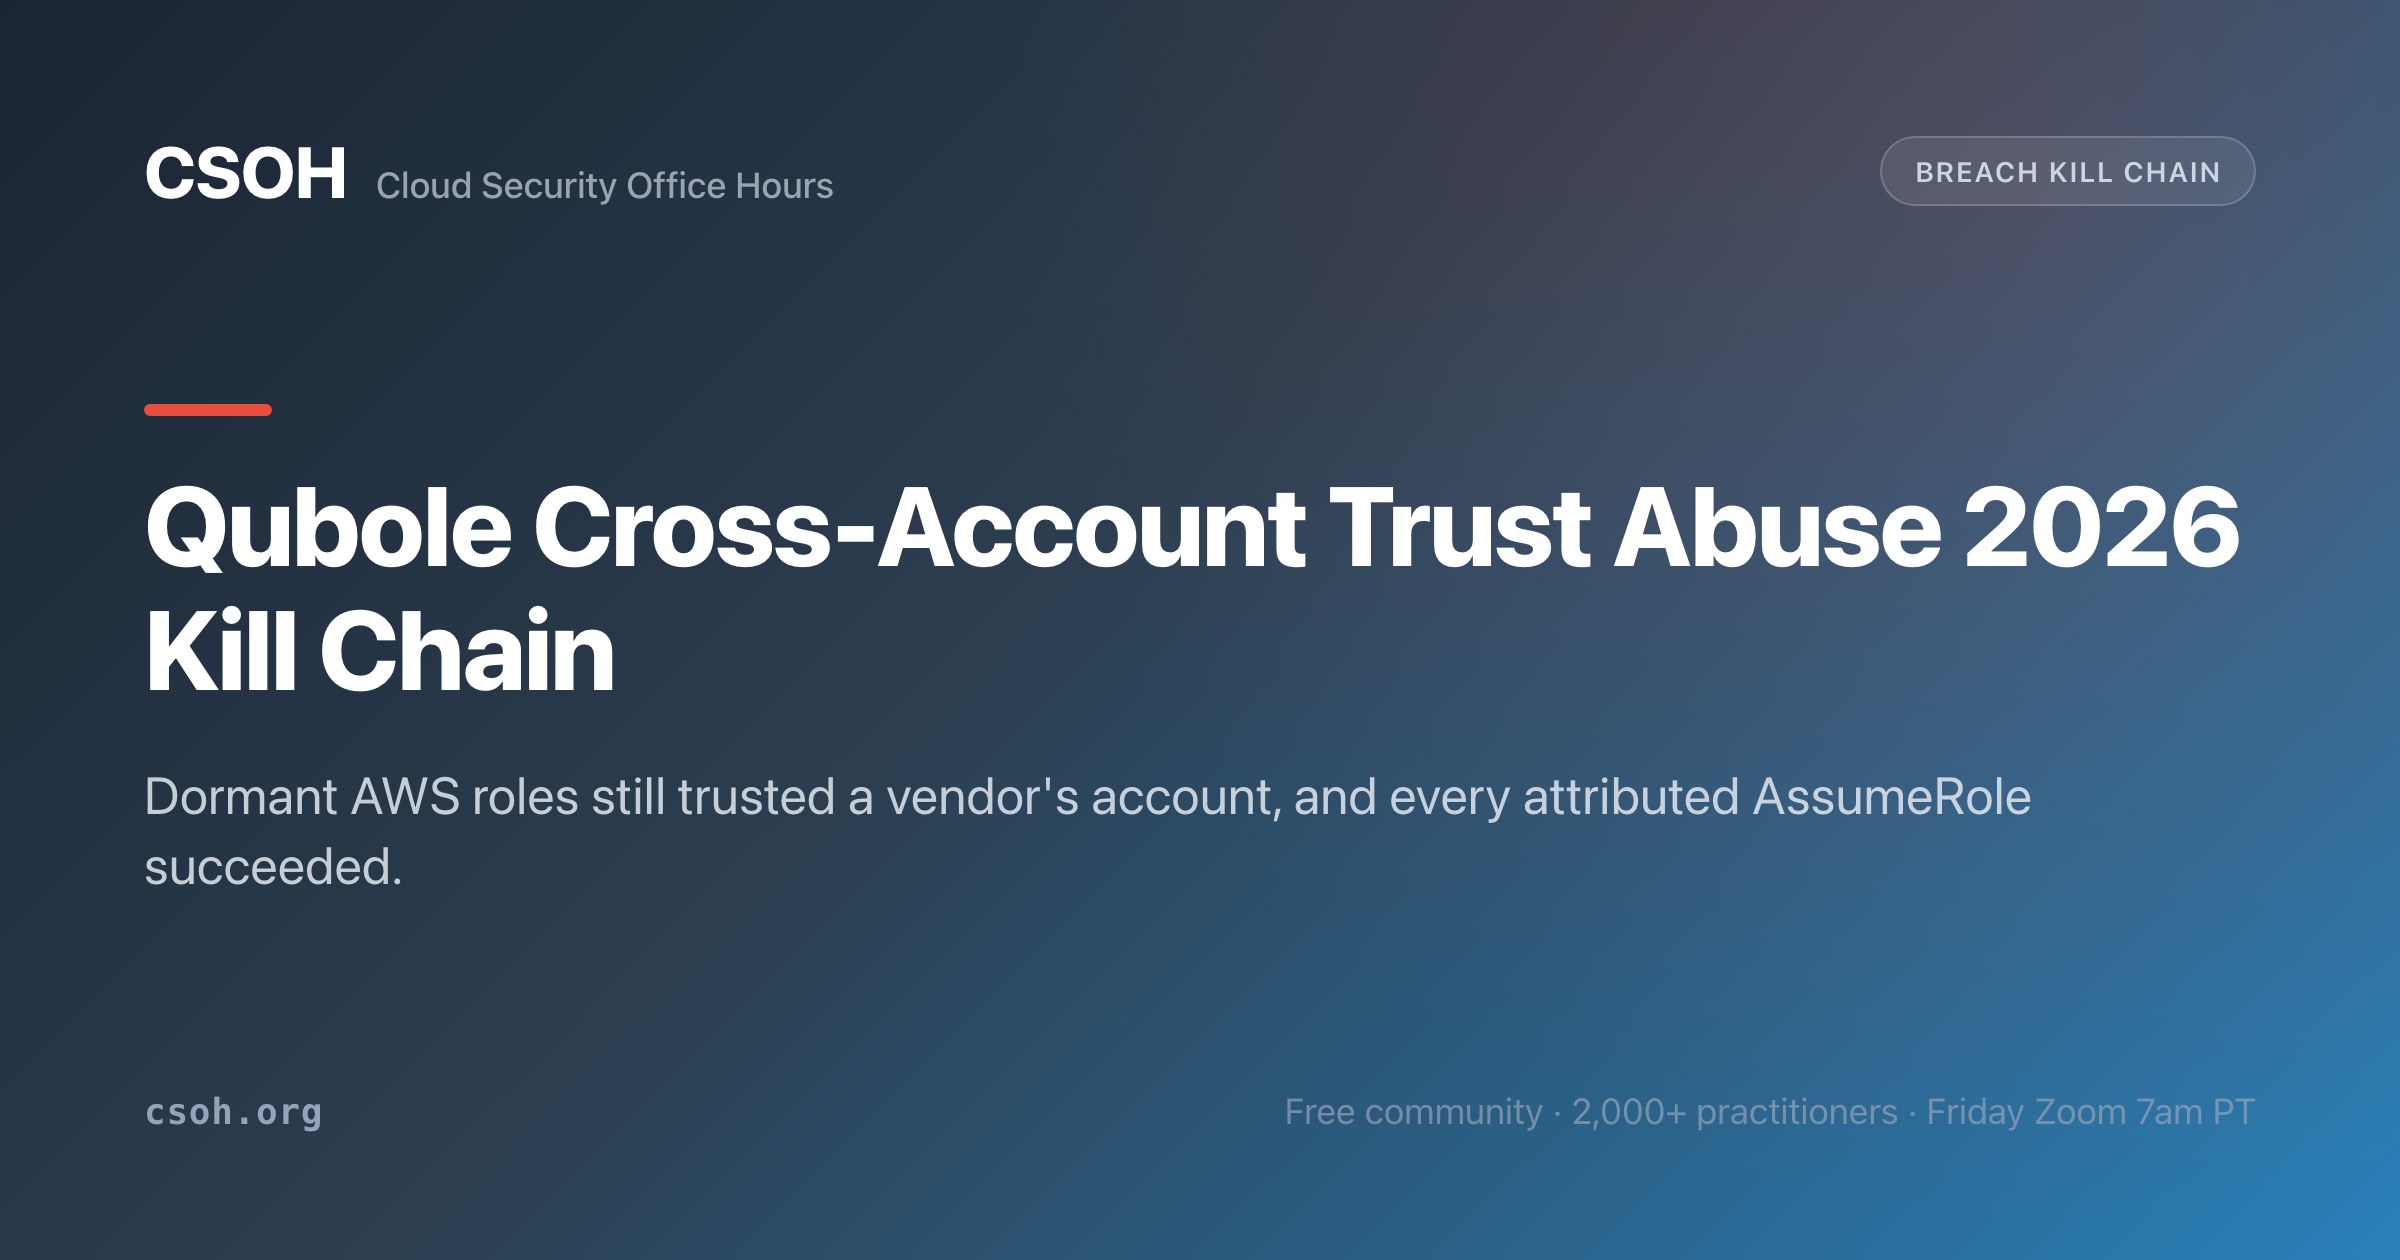 CSOH Cloud Security Office Hours
BREACH KILL CHAIN
Qubole Cross-Account Trust Abuse 2026
Kill Chain
Dormant AWS roles still trusted a vendor's account, and every attributed AssumeRole
succeeded.
csoh.org
Free community · 2,000+ practitioners · Friday Zoom 7am PT